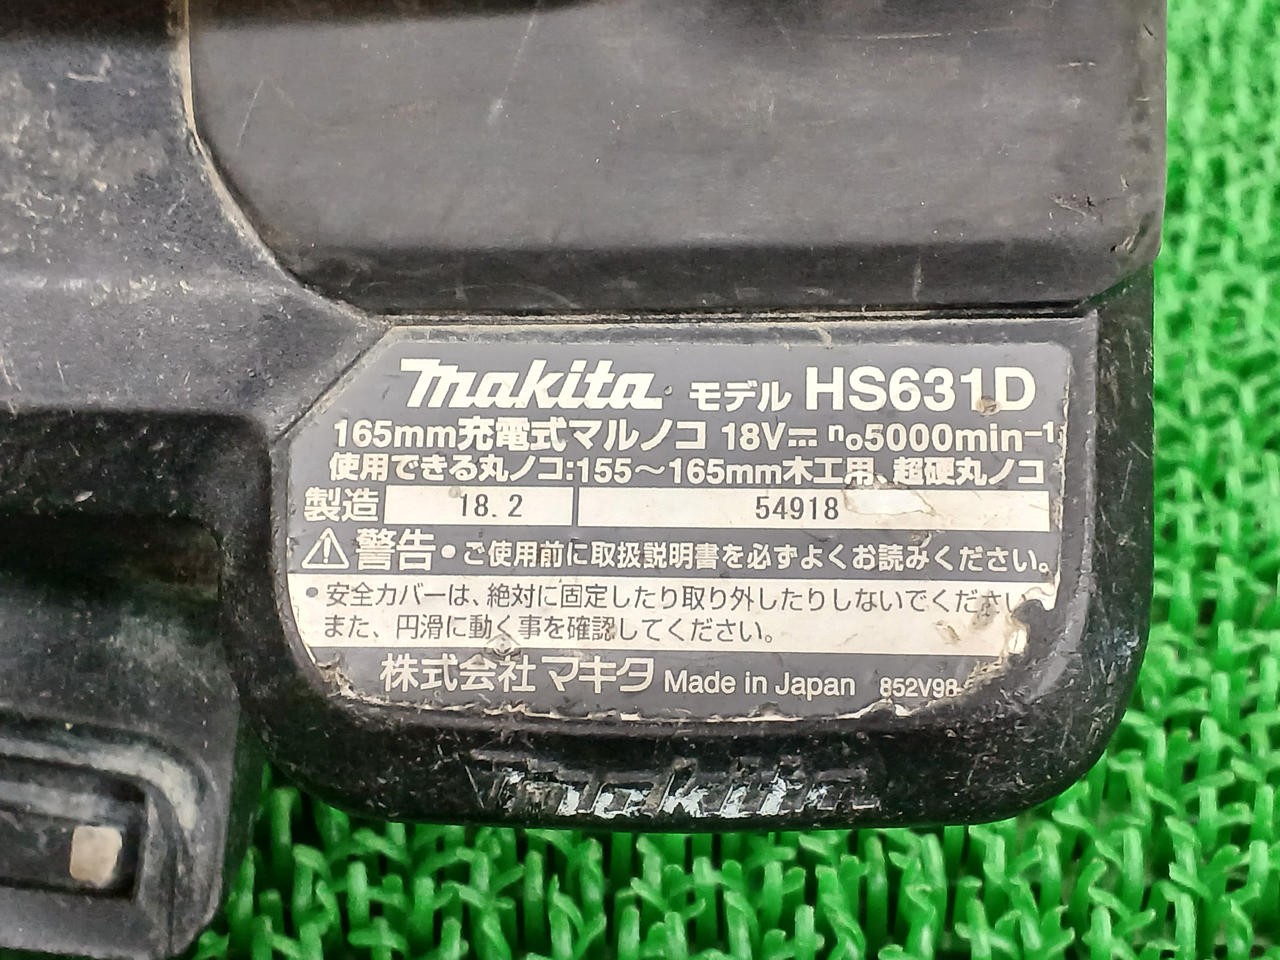 makita モデル HS631D
165mm充電式マルノコ 18V⎓ n₀5000min⁻¹
使用できる丸ノコ:155～165mm木工用、超硬丸ノコ
製造 18.2 54918
⚠警告 • ご使用前に取扱説明書を必ずよくお読みください。
• 安全カバーは、絶対に固定したり取り外したりしないでください
また、円滑に動く事を確認してください。
株式会社マキタ Made in Japan 852V98-
makita